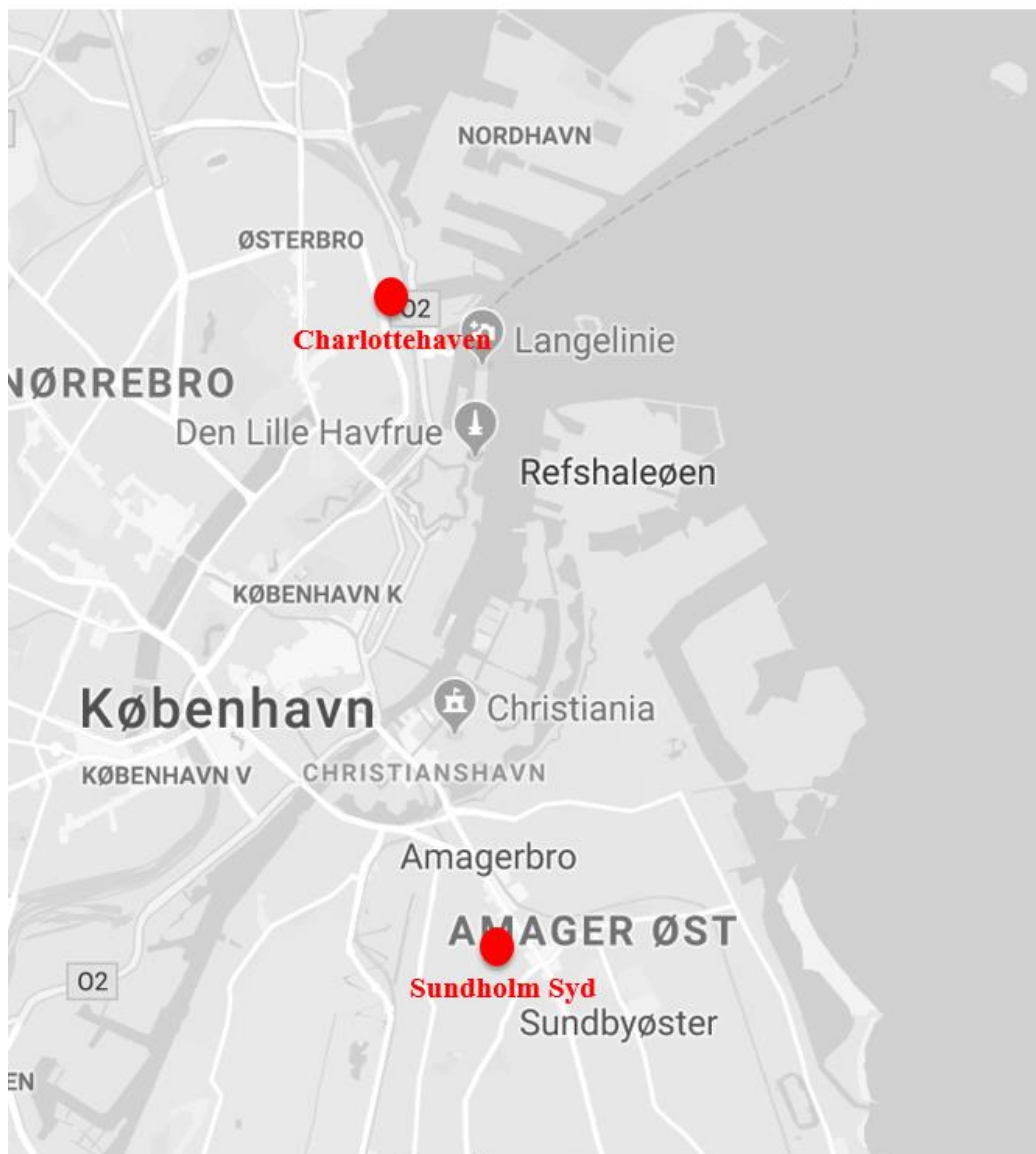 NORDHAVN
ØSTERBRO
O2
Charlottehaven
Langelinie
NØRREBRO
Den Lille Havfrue
Refshaleøen
KØBENHAVN K
København
Christiania
KØBENHAVN V
CHRISTIANSHAVN
Amagerbro
AMAGER ØST
O2
Sundholm Syd
Sundbyøster
EN